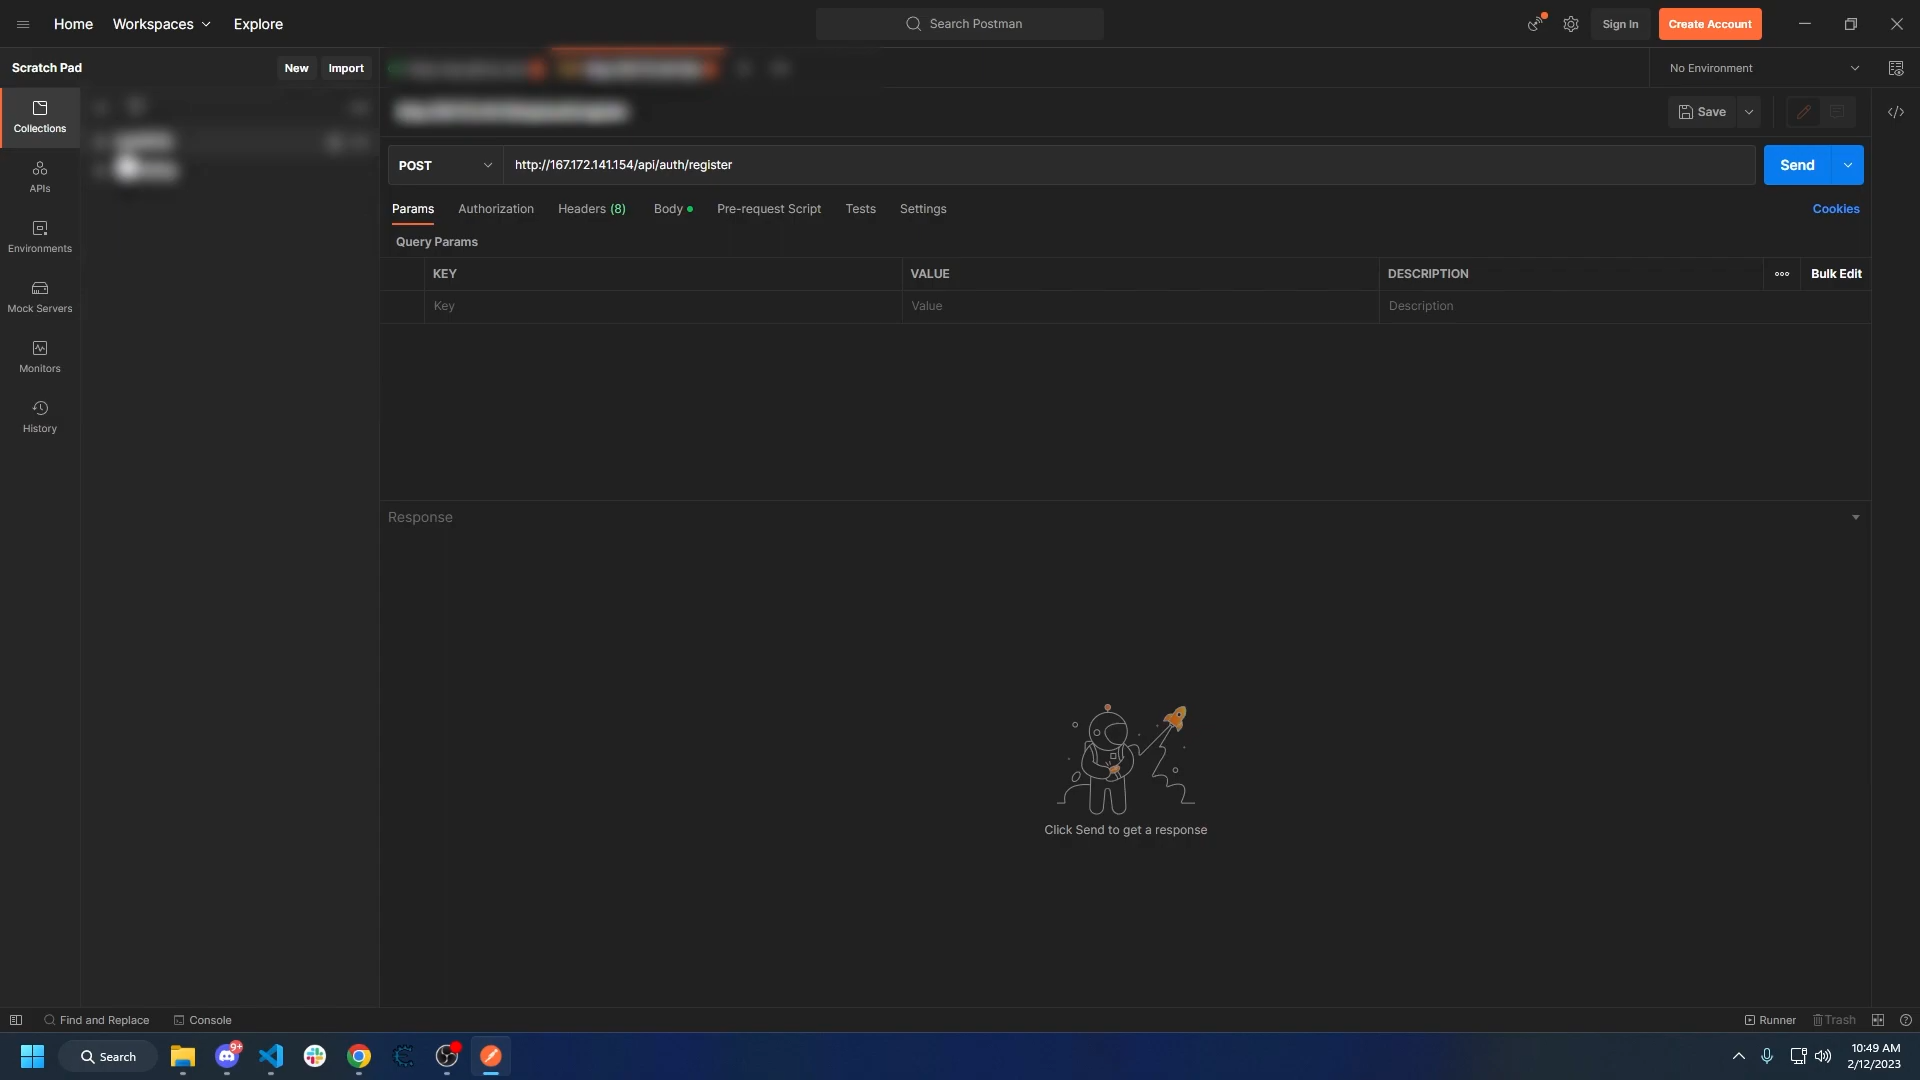 Home Workspaces Explore Search Postman Sign In Create Account
Scratch Pad New Import No Environment
Collections
Save
POST http://167.172.141.154/api/auth/register Send
APIs
Params Authorization Headers (8) Body Pre-request Script Tests Settings Cookies
Environments
Query Params
KEY VALUE DESCRIPTION Bulk Edit
Key Value Description
Mock Servers
Monitors
History
Response
Click Send to get a response
Find and Replace Console Runner Trash
Search 9+
10:49 AM
2/12/2023